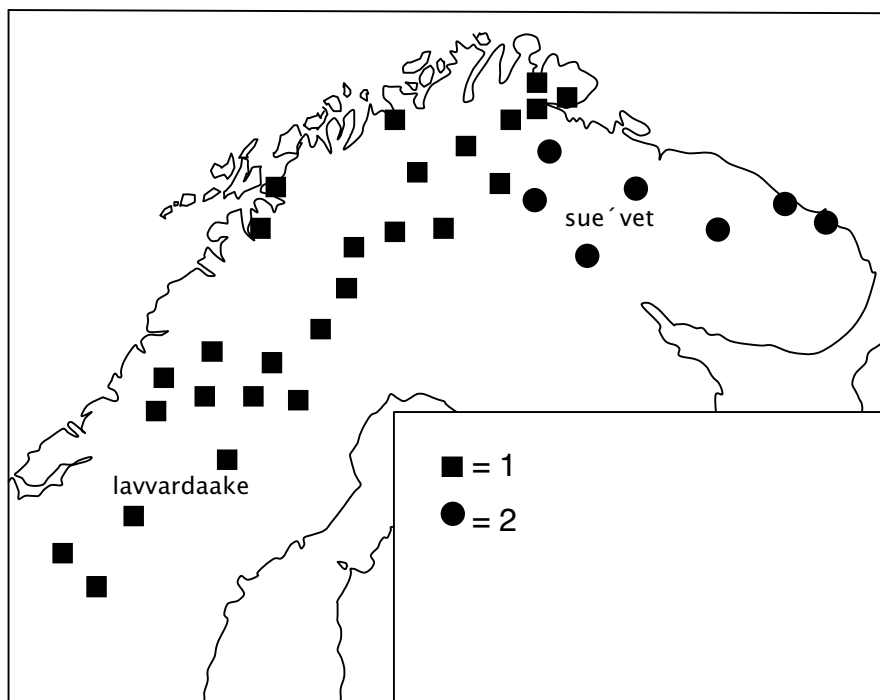 sue´vet
lavvardaake
= 1
= 2